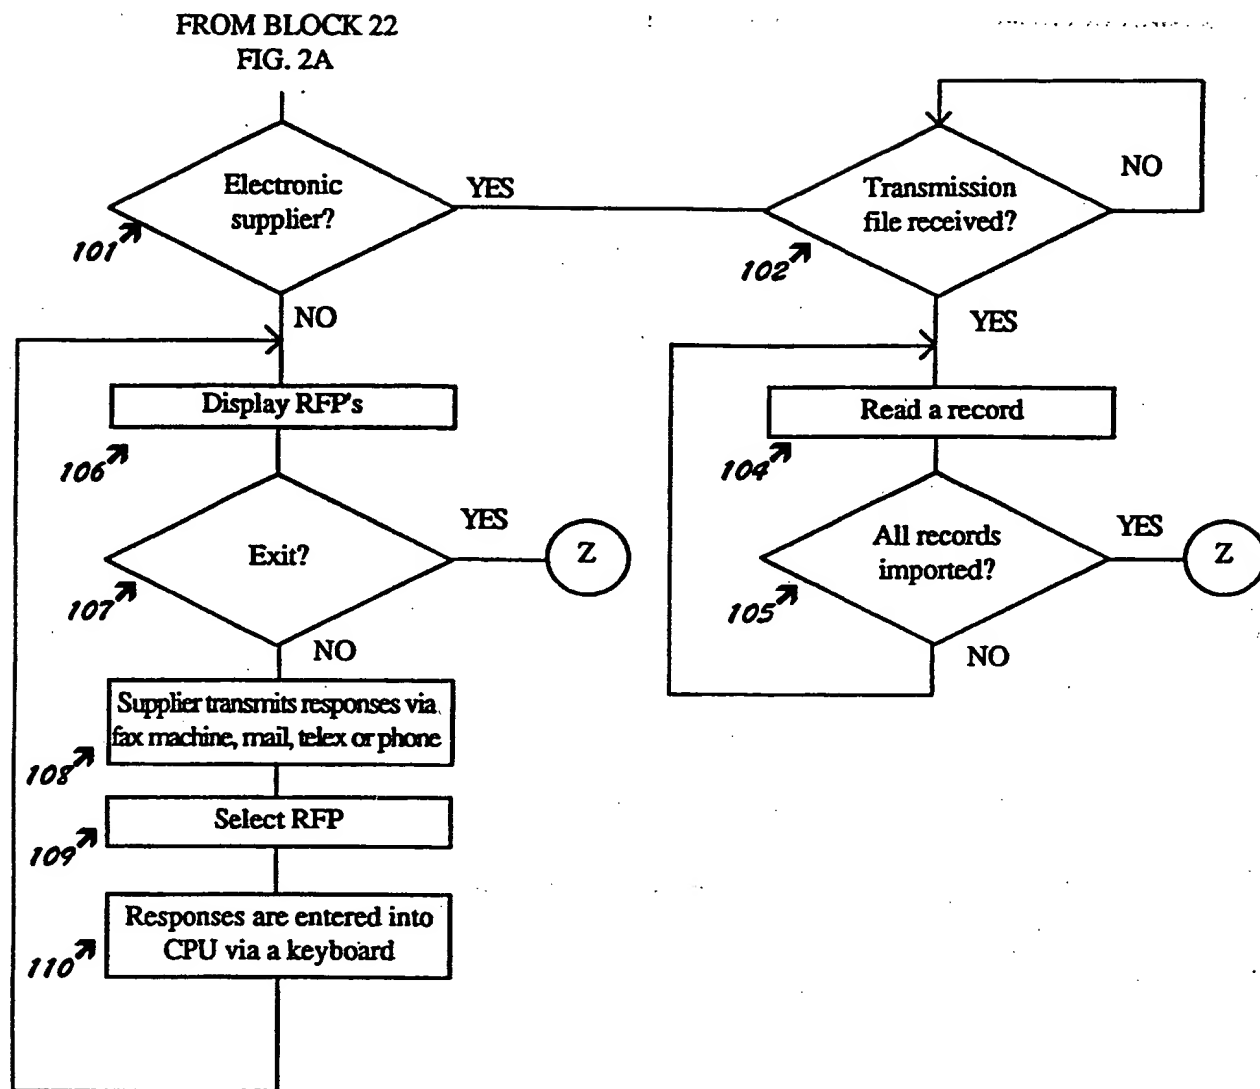 FROM BLOCK 22
FIG. 2A
Electronic
supplier?
101
YES
NO
Transmission
file received?
102
NO
YES
Display RFP's
106
Exit?
107
YES
Z
NO
Supplier transmits responses via
fax machine, mail, telex or phone
108
Select RFP
109
Responses are entered into
CPU via a keyboard
110
Read a record
104
All records
imported?
105
YES
Z
NO